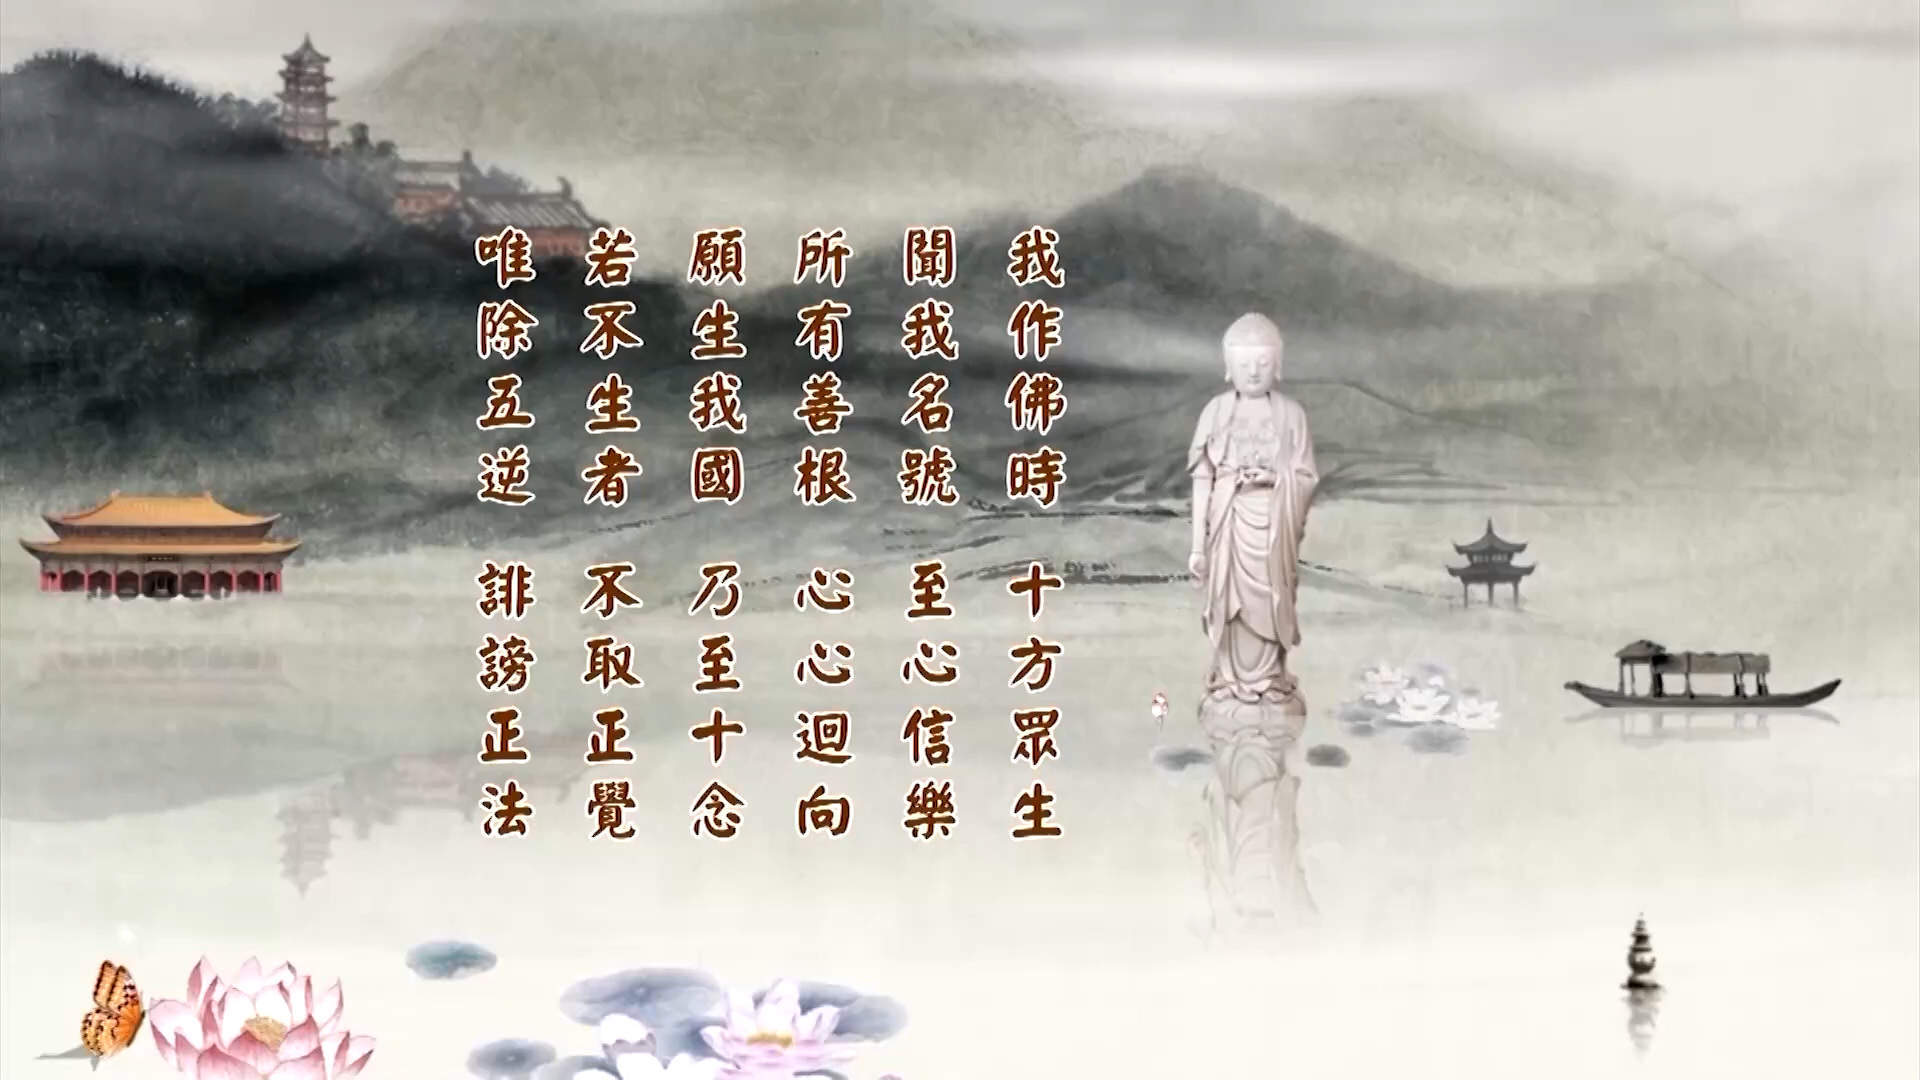 我作佛時 十方眾生
聞我名號 至心信樂
所有善根 心心迴向
願生我國 乃至十念
若不生者 不取正覺
唯除五逆 誹謗正法